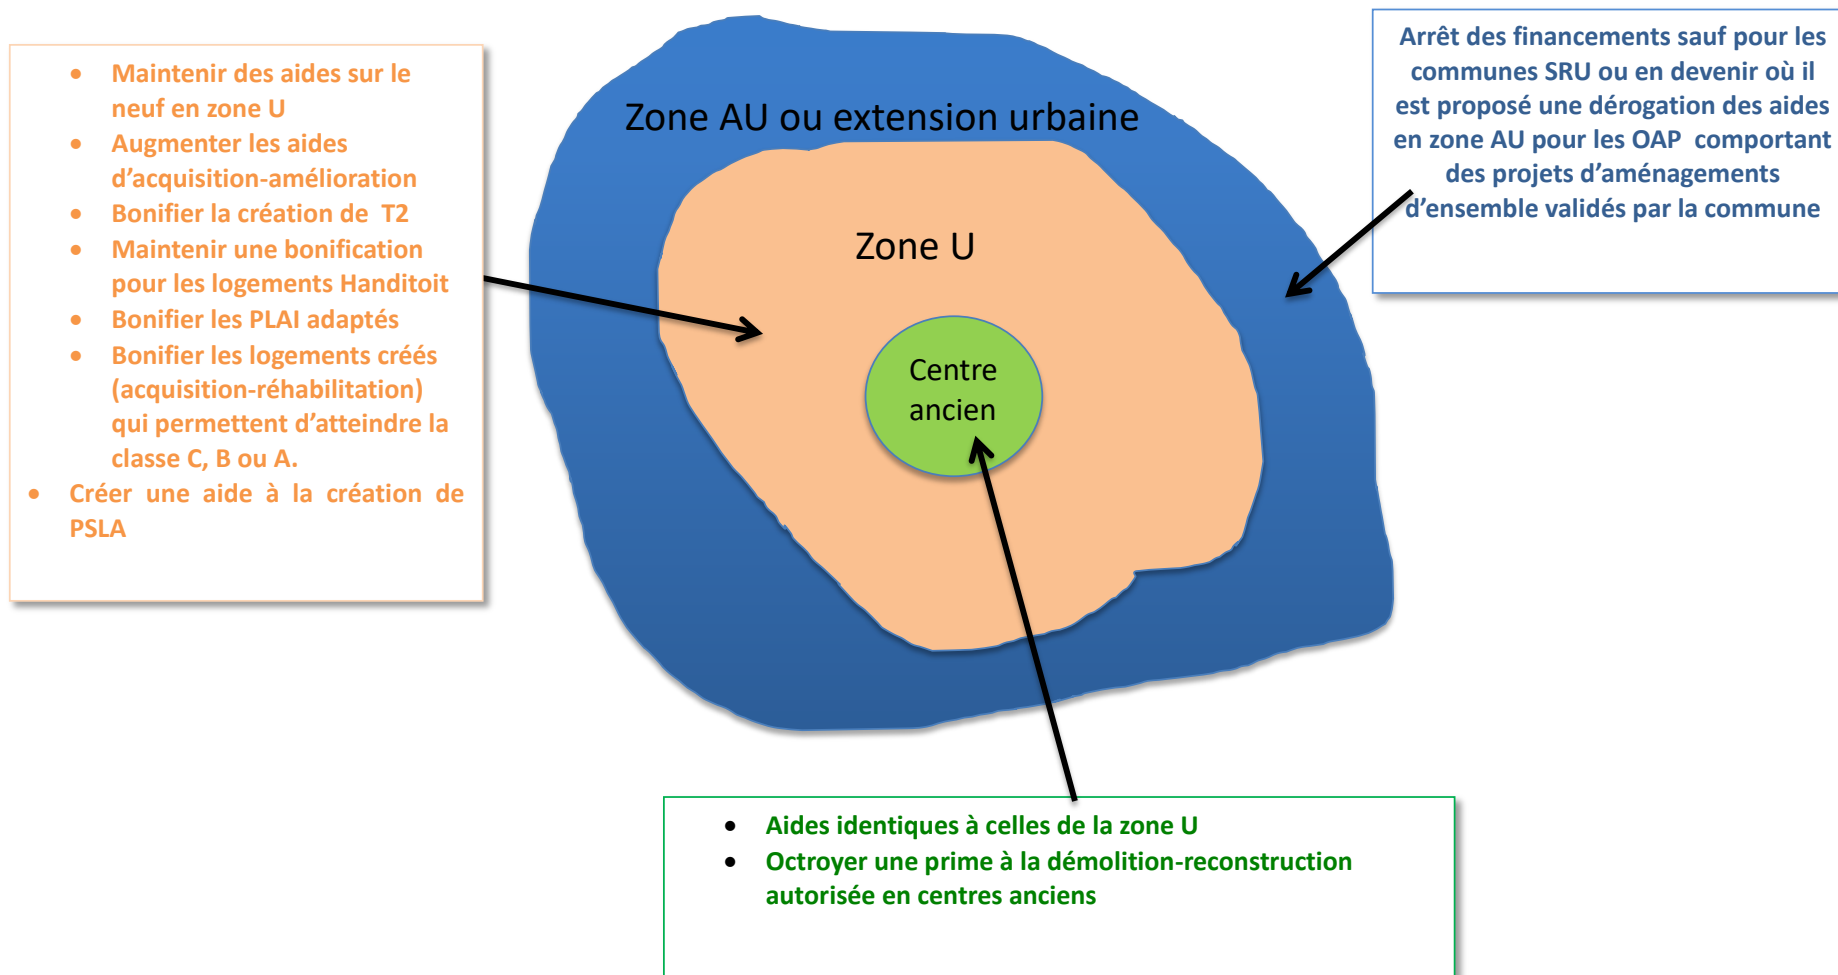 • Maintenir des aides sur le
neuf en zone U
• Augmenter les aides
d’acquisition-amélioration
• Bonifier la création de T2
• Maintenir une bonification
pour les logements Handitoit
• Bonifier les PLAI adaptés
• Bonifier les logements créés
(acquisition-réhabilitation)
qui permettent d’atteindre la
classe C, B ou A.
• Créer une aide à la création de
PSLA
Zone AU ou extension urbaine
Zone U
Centre
ancien
Arrêt des financements sauf pour les
communes SRU ou en devenir où il
est proposé une dérogation des aides
en zone AU pour les OAP comportant
des projets d’aménagements
d’ensemble validés par la commune
• Aides identiques à celles de la zone U
• Octroyer une prime à la démolition-reconstruction
autorisée en centres anciens